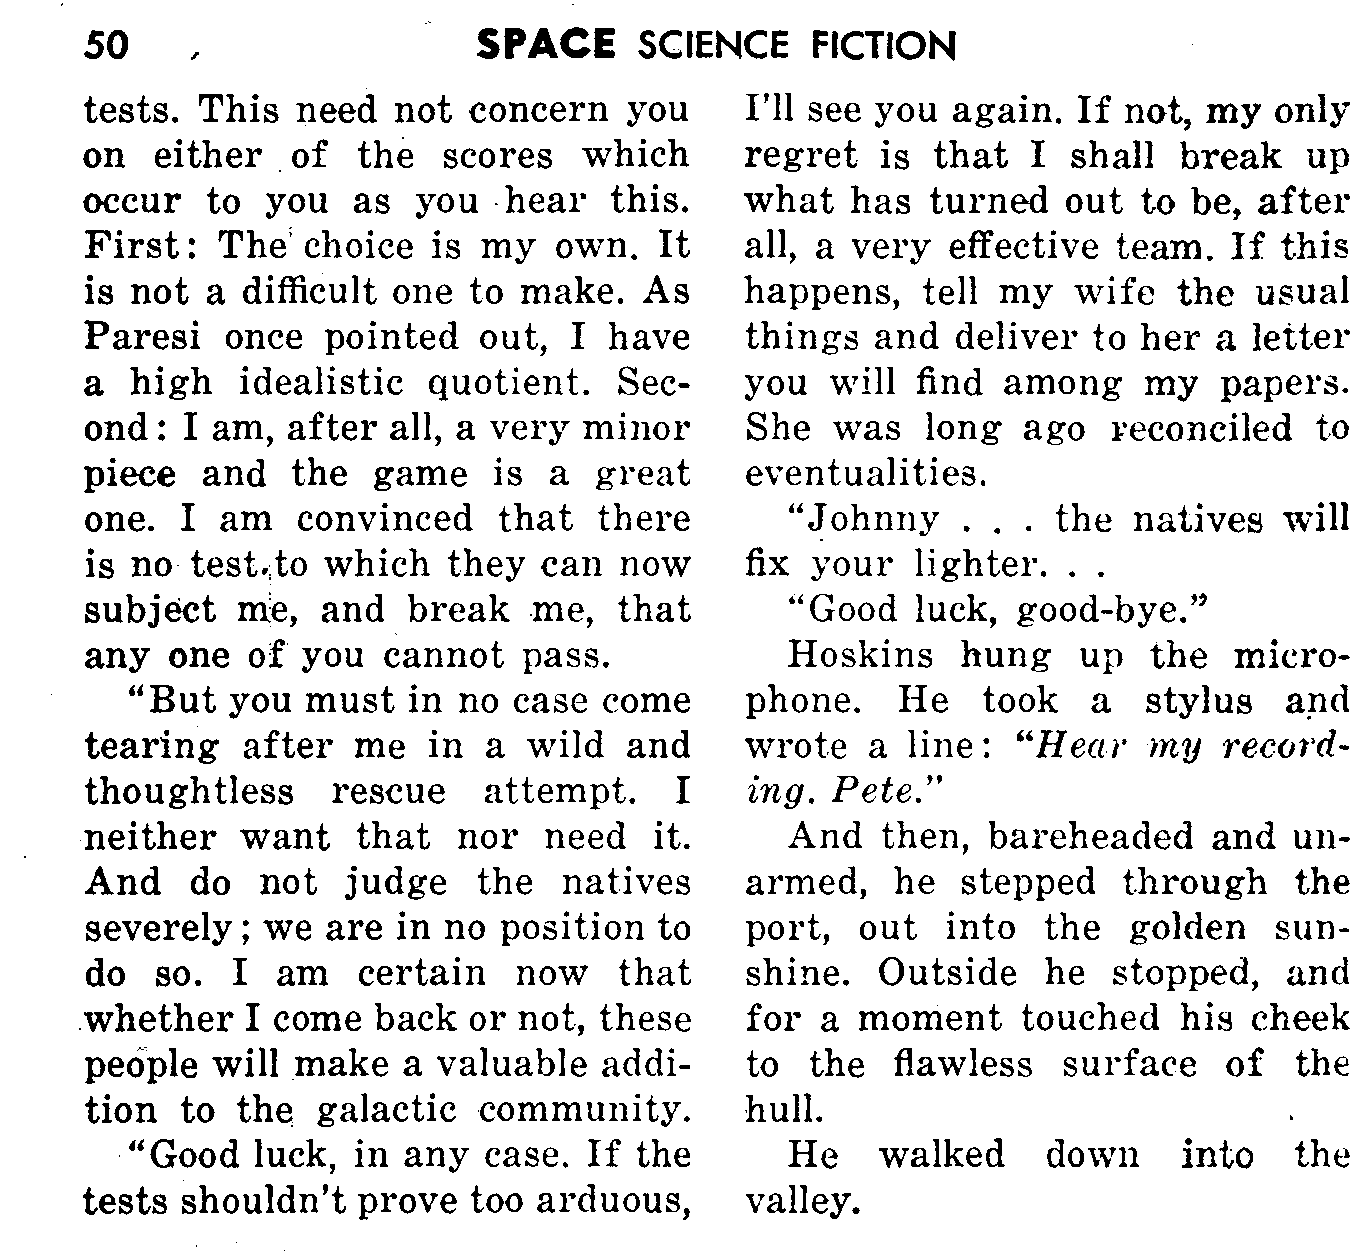 50
SPACE SCIENCE FICTION
tests. This need not concern you
on either of the scores which
occur to you as you hear this.
First: The choice is my own. It
is not a difficult one to make. As
Paresi once pointed out, I have
a high idealistic quotient. Sec-
ond: I am, after all, a very minor
piece and the game is a great
one. I am convinced that there
is no test to which they can now
subject me, and break me, that
any one of you cannot pass.
"But you must in no case come
tearing after me in a wild and
thoughtless rescue attempt. I
neither want that nor need it.
And do not judge the natives
severely; we are in no position to
do so. I am certain now that
whether I come back or not, these
people will make a valuable addi-
tion to the galactic community.
"Good luck, in any case. If the
tests shouldn't prove too arduous,
I'll see you again. If not, my only
regret is that I shall break up
what has turned out to be, after
all, a very effective team. If this
happens, tell my wife the usual
things and deliver to her a letter
you will find among my papers.
She was long ago reconciled to
eventualities.
"Johnny . . . the natives will
fix your lighter. . .
"Good luck, good-bye."
Hoskins hung up the micro-
phone. He took a stylus and
wrote a line: "Hear my record-
ing. Pete."
And then, bareheaded and un-
armed, he stepped through the
port, out into the golden sun-
shine. Outside he stopped, and
for a moment touched his cheek
to the flawless surface of the
hull.
He walked down into the
valley.